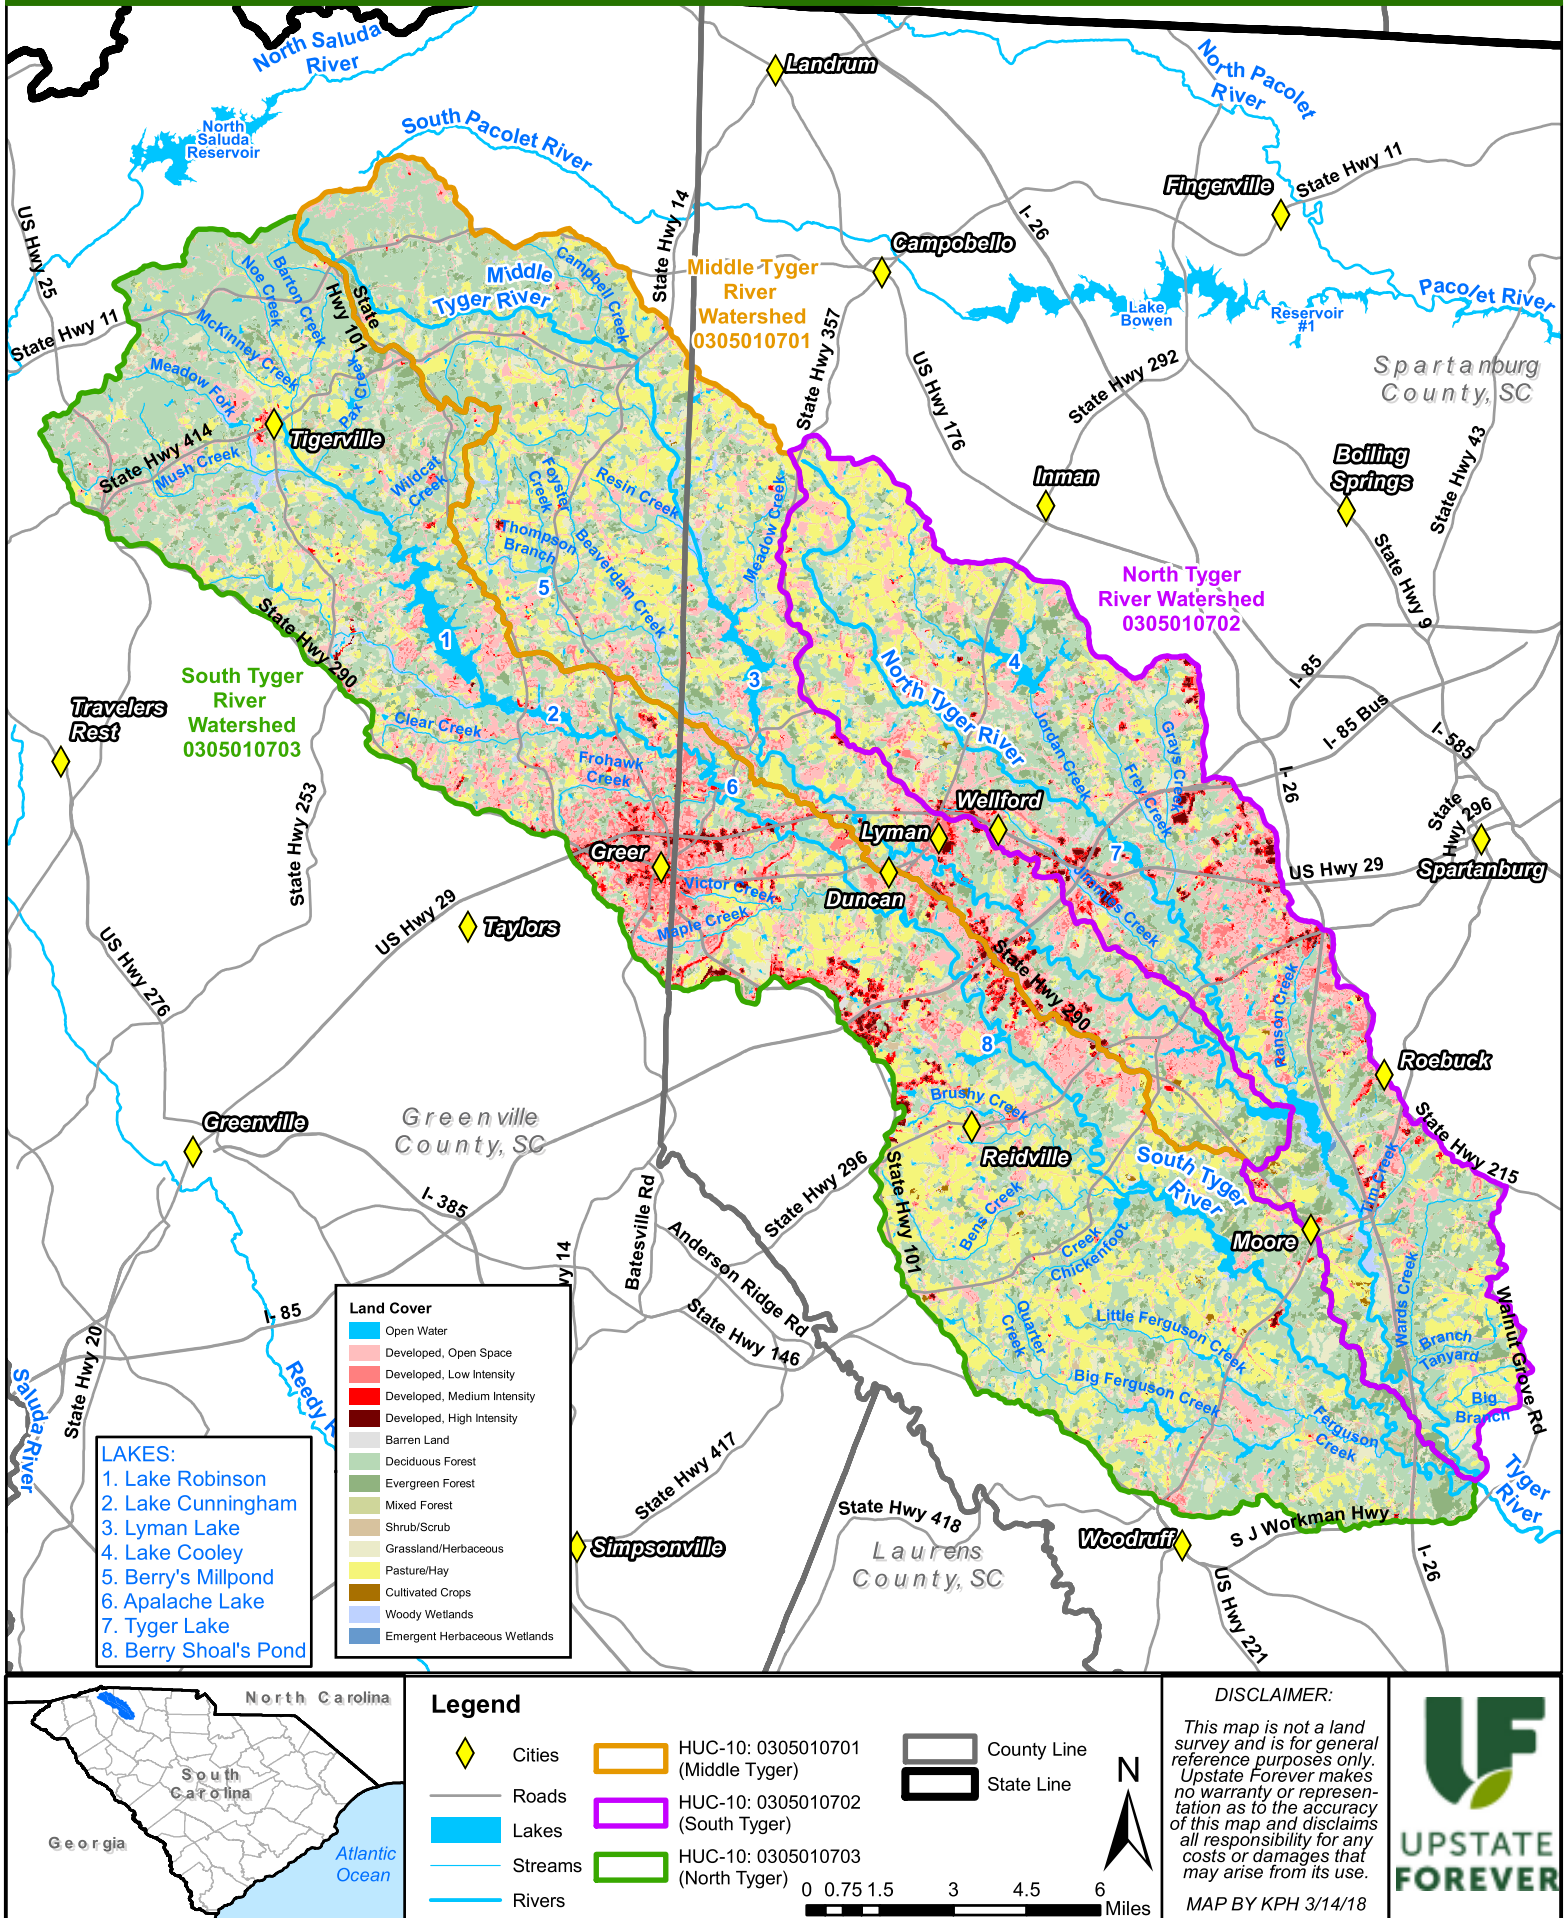 North Saluda
River
North
Saluda
Reservoir
South Pacolet River
Landrum
North Pacolet
River
Fingerville
State Hwy 11
I- 26
Campobello
State Hwy 14
US Hwy 25
State Hwy 11
Middle Tyger
River
Watershed
0305010701
Middle
Tyger River
Campbell Creek
Noe Creek
Barton Creek
State
Hwy 101
McKinney Creek
Meadow Fork
Pax Creek
Tigerville
State Hwy 414
Mush Creek
Wildcat
Creek
Foyster
Creek
Resin Creek
Thompson
Branch
Beaverdam Creek
Meadow Creek
State Hwy 357
US Hwy 176
State Hwy 292
Lake
Bowen
Reservoir
#1
Pacolet River
Spartanburg
County, SC
Inman
Boiling
Springs
State Hwy 43
State Hwy 9
North Tyger
River Watershed
0305010702
5
1
2
3
4
State Hwy 290
South Tyger
River
Watershed
0305010703
Travelers
Rest
Clear Creek
Frohawk
Creek
6
North Tyger River
Jordan Creek
Frey Creek
Grays Creek
I- 85
I- 85 Bus
I- 585
I- 26
State
Hwy 296
Spartanburg
US Hwy 29
State Hwy 253
Greer
Wellford
Lyman
Duncan
7
Jimmies Creek
Victor Creek
Maple Creek
US Hwy 29
Taylors
US Hwy 276
State Hwy 290
8
Ranson Creek
Roebuck
State Hwy 215
Greenville
Greenville
County, SC
I- 385
Brushy Creek
Reidville
State Hwy 296
State Hwy 101
South Tyger
River
Bens Creek
Creek
Chickenfoot
Moore
Jim Creek
Wards Creek
Walnut Grove Rd
Batesville Rd
Anderson Ridge Rd
State Hwy 146
wy 14
I- 85
State Hwy 20
Reedy R
Saluda River
Quarter
Creek
Little Ferguson Creek
Big Ferguson Creek
Ferguson
Creek
Branch
Tanyard
Big
Branch
Tyger
River
State Hwy 417
State Hwy 418
Laurens
County, SC
Simpsonville
Woodruff
S J Workman Hwy
US Hwy 221
I- 26
Land Cover
Open Water
Developed, Open Space
Developed, Low Intensity
Developed, Medium Intensity
Developed, High Intensity
Barren Land
Deciduous Forest
Evergreen Forest
Mixed Forest
Shrub/Scrub
Grassland/Herbaceous
Pasture/Hay
Cultivated Crops
Woody Wetlands
Emergent Herbaceous Wetlands
LAKES:
1. Lake Robinson
2. Lake Cunningham
3. Lyman Lake
4. Lake Cooley
5. Berry's Millpond
6. Apalache Lake
7. Tyger Lake
8. Berry Shoal's Pond
North Carolina
South
Carolina
Georgia
Atlantic
Ocean
Legend
Cities
Roads
Lakes
Streams
Rivers
HUC-10: 0305010701
(Middle Tyger)
HUC-10: 0305010702
(South Tyger)
HUC-10: 0305010703
(North Tyger)
County Line
State Line
N
0 0.75 1.5 3 4.5 6
Miles
DISCLAIMER:
This map is not a land
survey and is for general
reference purposes only.
Upstate Forever makes
no warranty or represen-
tation as to the accuracy
of this map and disclaims
all responsibility for any
costs or damages that
may arise from its use.
MAP BY KPH 3/14/18
UF
UPSTATE
FOREVER